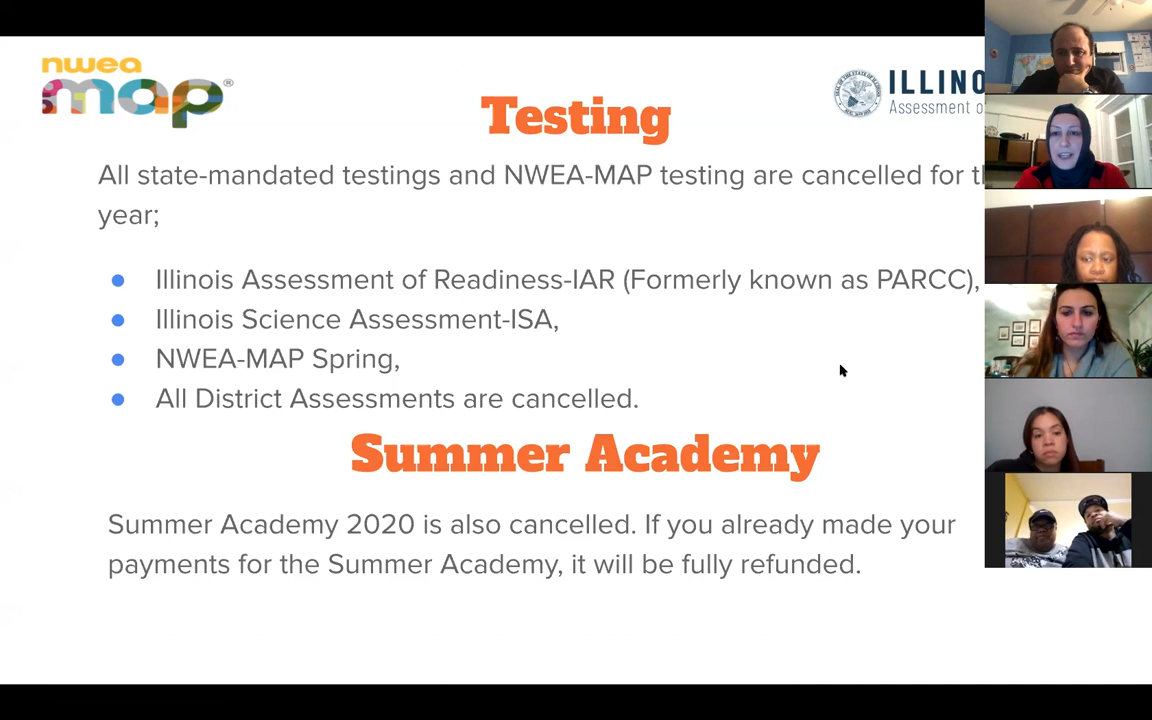 nwea
map®
ILLINO
Assessment o
Testing
All state-mandated testings and NWEA-MAP testing are cancelled for
year;
● Illinois Assessment of Readiness-IAR (Formerly known as PARCC),
● Illinois Science Assessment-ISA,
● NWEA-MAP Spring,
● All District Assessments are cancelled.
Summer Academy
Summer Academy 2020 is also cancelled. If you already made your
payments for the Summer Academy, it will be fully refunded.